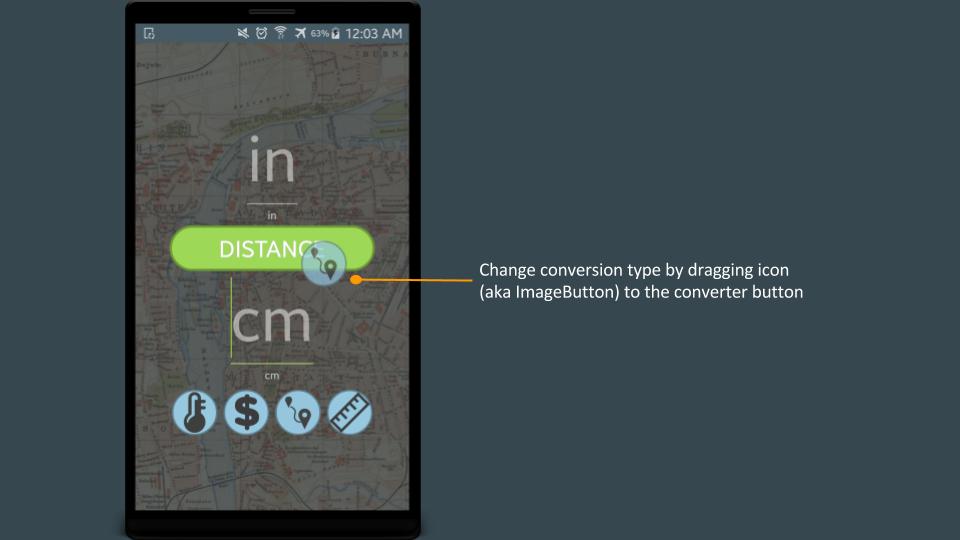 63% 12:03 AM
in
in
DISTANCE
cm
cm
$
Change conversion type by dragging icon
(aka ImageButton) to the converter button